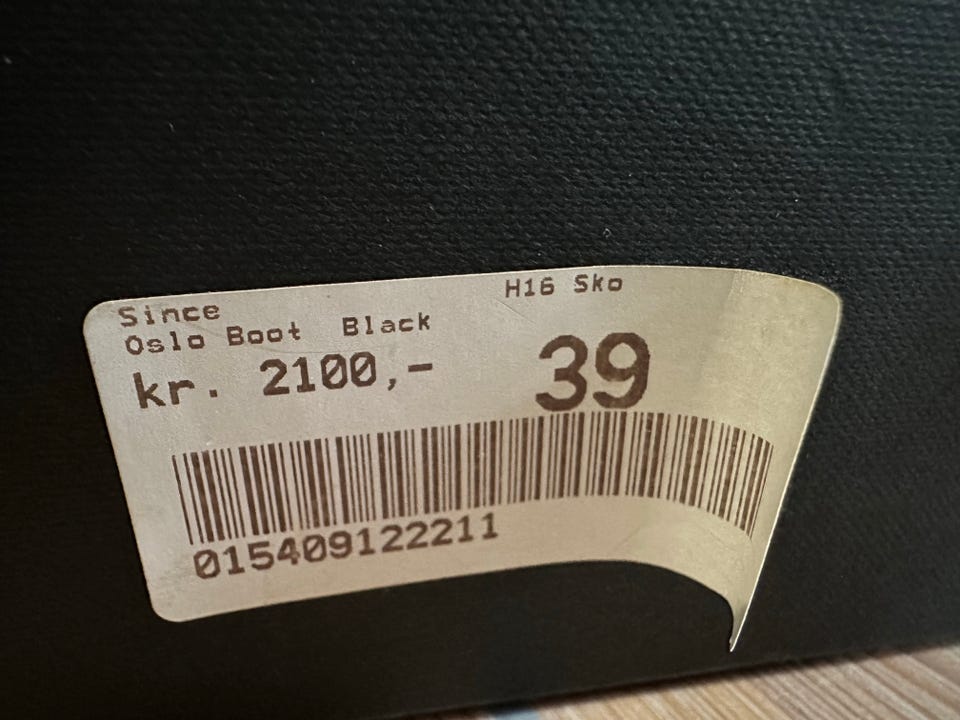 Since
H16 Sko
Oslo Boot Black
kr. 2100,-
39
015409122211